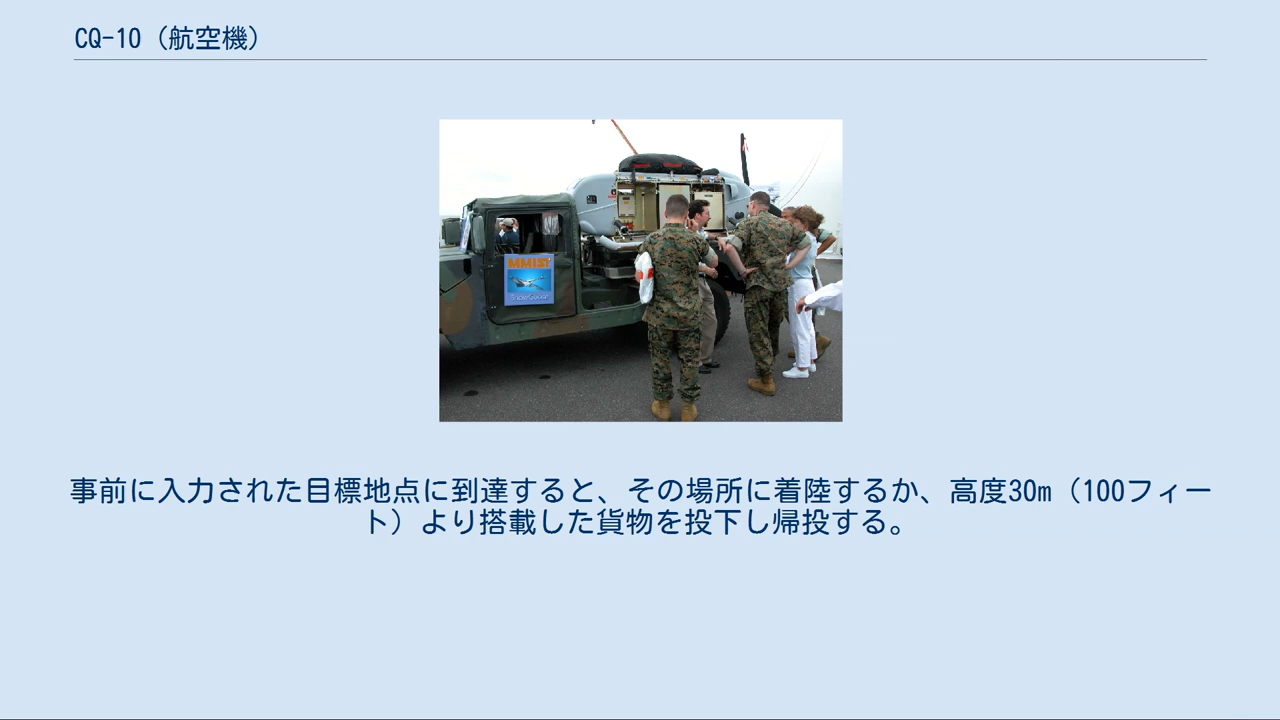 CQ-10（航空機）
MMIST
SnowGoose
事前に入力された目標地点に到達すると、その場所に着陸するか、高度30m（100フィー
ト）より搭載した貨物を投下し帰投する。